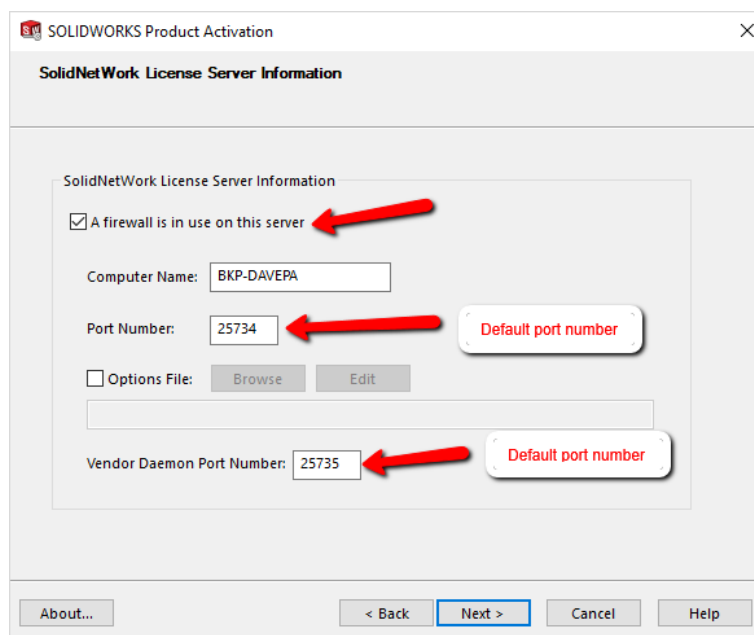 SOLIDWORKS Product Activation
SolidNetWork License Server Information
SolidNetWork License Server Information
A firewall is in use on this server
Computer Name: BKP-DAVEPA
Port Number: 25734 Default port number
Options File: Browse Edit
Vendor Daemon Port Number: 25735 Default port number
About... < Back Next > Cancel Help